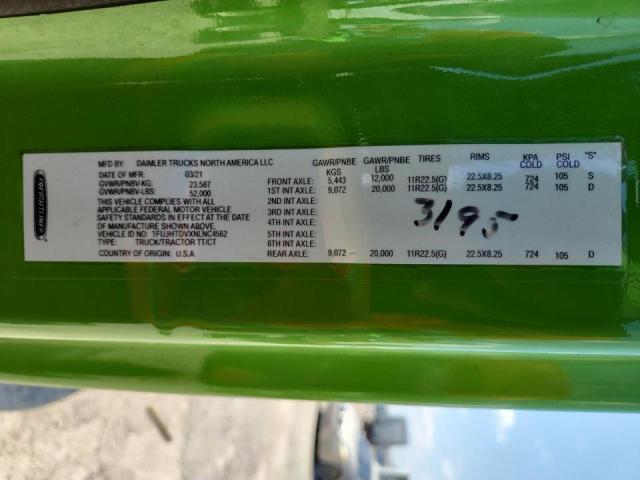 FREIGHTLINER
MFD BY: DAIMLER TRUCKS NORTH AMERICA LLC
DATE OF MFR: 03/21
GVWR/PNBV-KG: 23,587
GVWR/PNBV-LBS: 52,000
THIS VEHICLE COMPLIES WITH ALL
APPLICABLE FEDERAL MOTOR VEHICLE
SAFETY STANDARDS IN EFFECT AT DATE
OF MFR SHOWN ABOVE
VEHICLE ID NO: 1FUJHTDVXNLNC4562
TYPE: TRUCK/TRACTOR TT/CT
COUNTRY OF ORIGIN: U.S.A.
GAWR/PNBE KGS GAWR/PNBE LBS TIRES RIMS KPA COLD PSI COLD "S"
FRONT AXLE: 5,443 12,000 11R22.5(G) 22.5X8.25 724 105 S
1ST INT AXLE: 9,072 20,000 11R22.5(G) 22.5X8.25 724 105 D
2ND INT AXLE:
3RD INT AXLE:
4TH INT AXLE:
5TH INT AXLE:
6TH INT AXLE:
REAR AXLE: 9,072 20,000 11R22.5(G) 22.5X8.25 724 105 D
3195